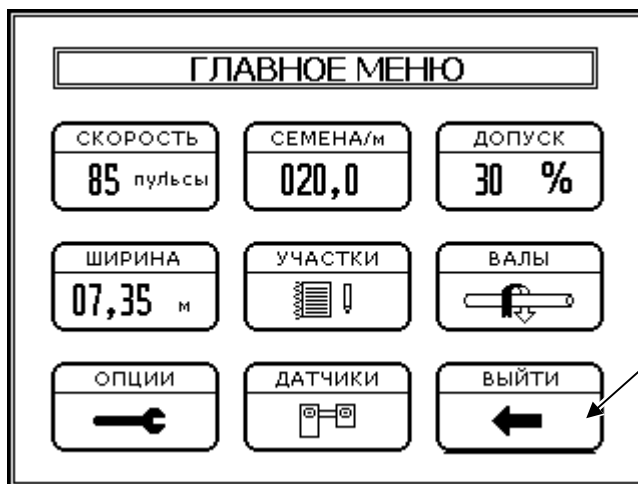 ГЛАВНОЕ МЕНЮ
СКОРОСТЬ СЕМЕНА/м ДОПУСК
85 пульсы 020,0 30 %
ШИРИНА УЧАСТКИ ВАЛЫ
07,35 м
ОПЦИИ ДАТЧИКИ ВЫЙТИ